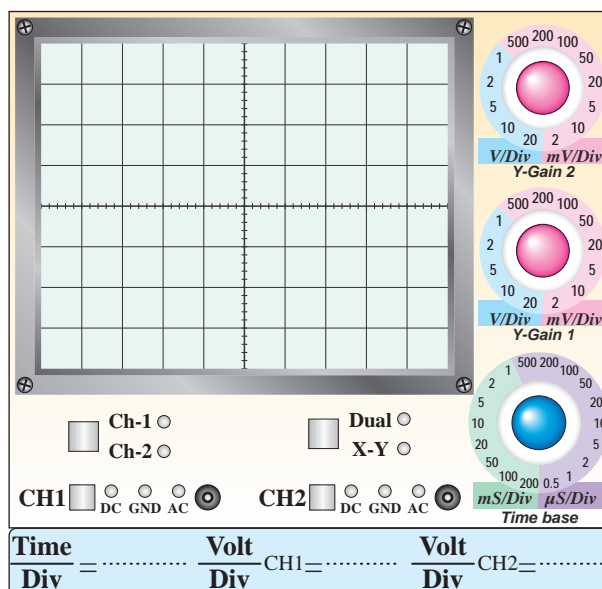 500 200 100
1 50
2 20
5 5
10 10
20 2
V/Div mV/Div
Y-Gain 2
500 200 100
1 50
2 20
5 5
10 10
20 2
V/Div mV/Div
Y-Gain 1
500 200 100
1 50
2 20
5 10
10 5
20 2
50 1
100 200 0.5
mS/Div µS/Div
Time base
Ch-1 Dual
Ch-2 X-Y
CH1 DC GND AC CH2 DC GND AC
Time/Div = ············ Volt/Div CH1= ·········· Volt/Div CH2= ··········